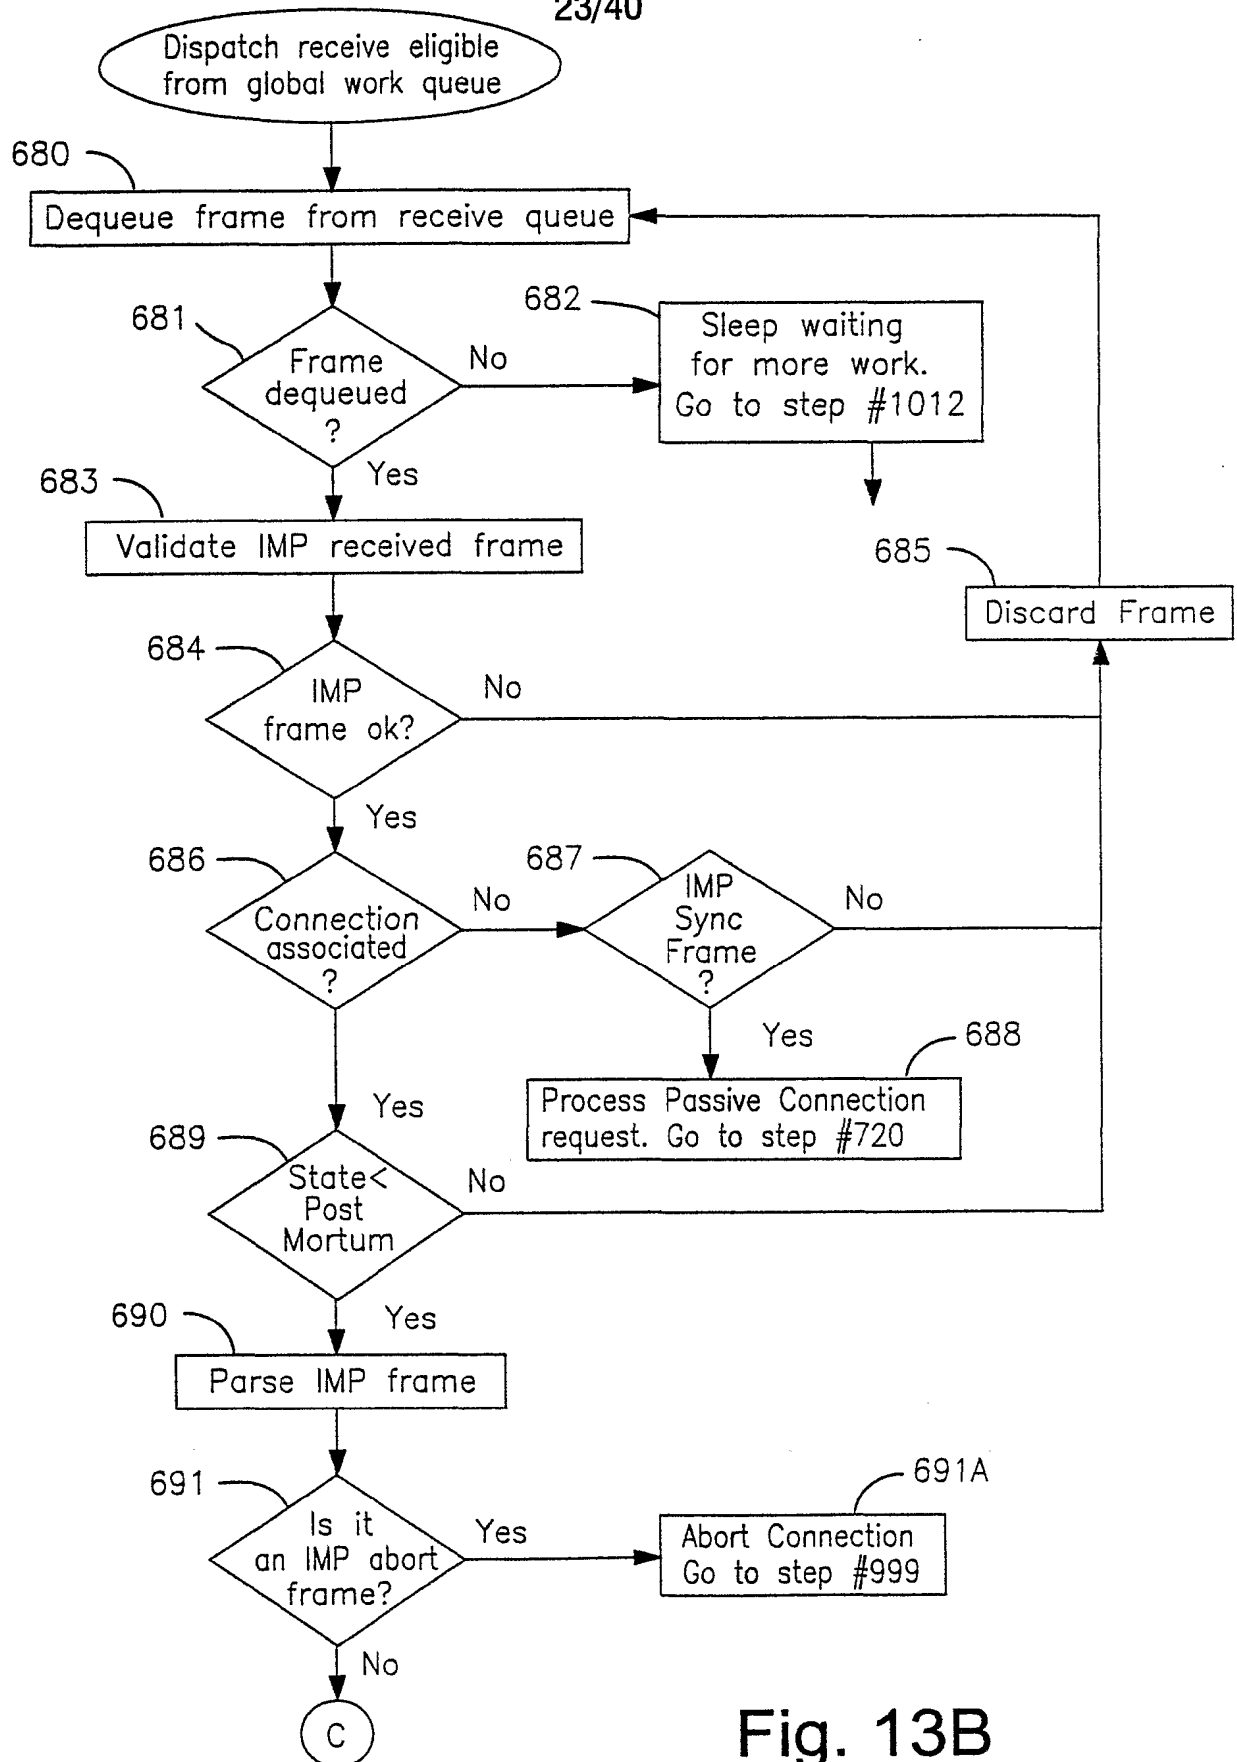 23/40
Dispatch receive eligible
from global work queue
680
Dequeue frame from receive queue
681
Frame
dequeued
?
No
682
Sleep waiting
for more work.
Go to step #1012
Yes
683
Validate IMP received frame
685
Discard Frame
684
IMP
frame ok?
No
Yes
686
Connection
associated
?
No
687
IMP
Sync
Frame
?
No
Yes
688
Process Passive Connection
request. Go to step #720
Yes
689
State<
Post
Mortum
No
Yes
690
Parse IMP frame
691
Is it
an IMP abort
frame?
Yes
691A
Abort Connection
Go to step #999
No
C
Fig. 13B